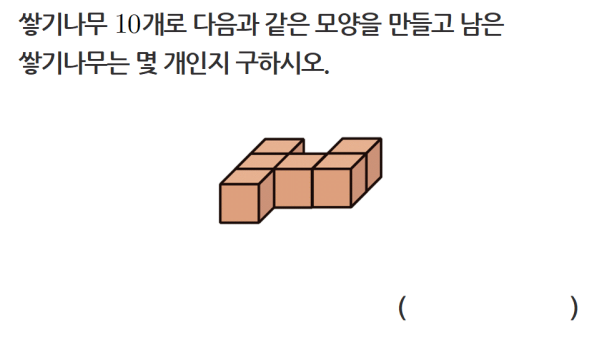 쌓기나무 10개로 다음과 같은 모양을 만들고 남은
쌓기나무는 몇 개인지 구하시오.
(                    )